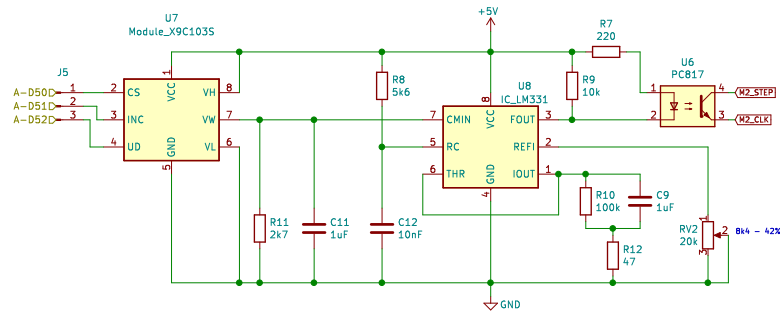 +5V
U7
Module_X9C103S
R7
220
J5
U6
PC817
A-D50 1 2 CS VCC 1 VH 8
A-D51 2 3 INC VW 7
A-D52 3 4 UD GND 5 VL 6
R8
5k6
U8
IC_LM331
R9
10k
7 CMIN VCC 8 FOUT 3
5 RC REFI 2
6 THR GND 4 IOUT 1
1 4 M2_STEP
2 3 M2_CLK
R11
2k7
C11
1uF
C12
10nF
R10
100k
C9
1uF
R12
47
RV2
20k
1
2
3
8k4 - 42%
GND